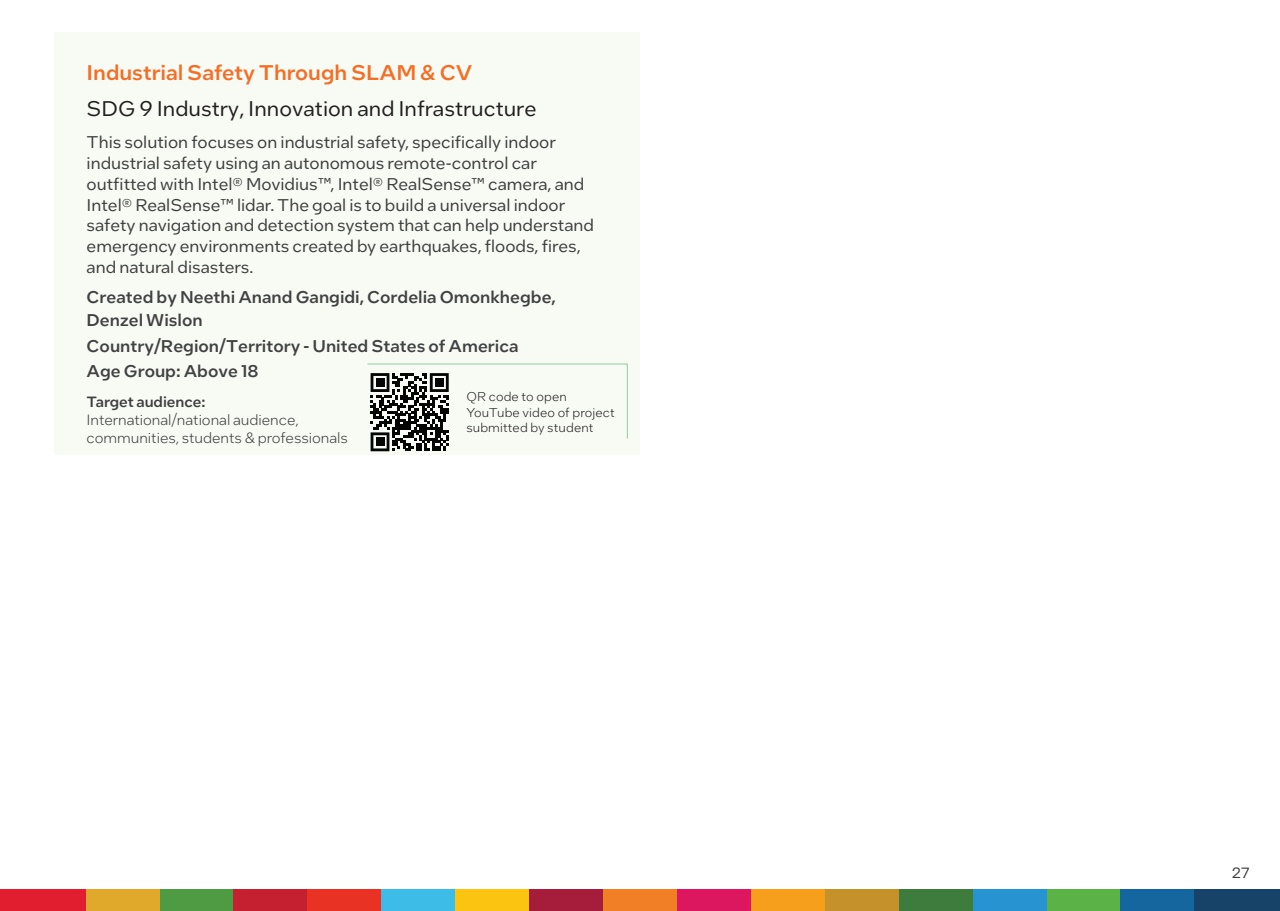 Industrial Safety Through SLAM & CV
SDG 9 Industry, Innovation and Infrastructure
This solution focuses on industrial safety, specifically indoor
industrial safety using an autonomous remote-control car
outfitted with Intel® Movidius™, Intel® RealSense™ camera, and
Intel® RealSense™ lidar. The goal is to build a universal indoor
safety navigation and detection system that can help understand
emergency environments created by earthquakes, floods, fires,
and natural disasters.
Created by Neethi Anand Gangidi, Cordelia Omonkhegbe,
Denzel Wislon
Country/Region/Territory - United States of America
Age Group: Above 18
Target audience:
International/national audience,
communities, students & professionals
QR code to open
YouTube video of project
submitted by student
27